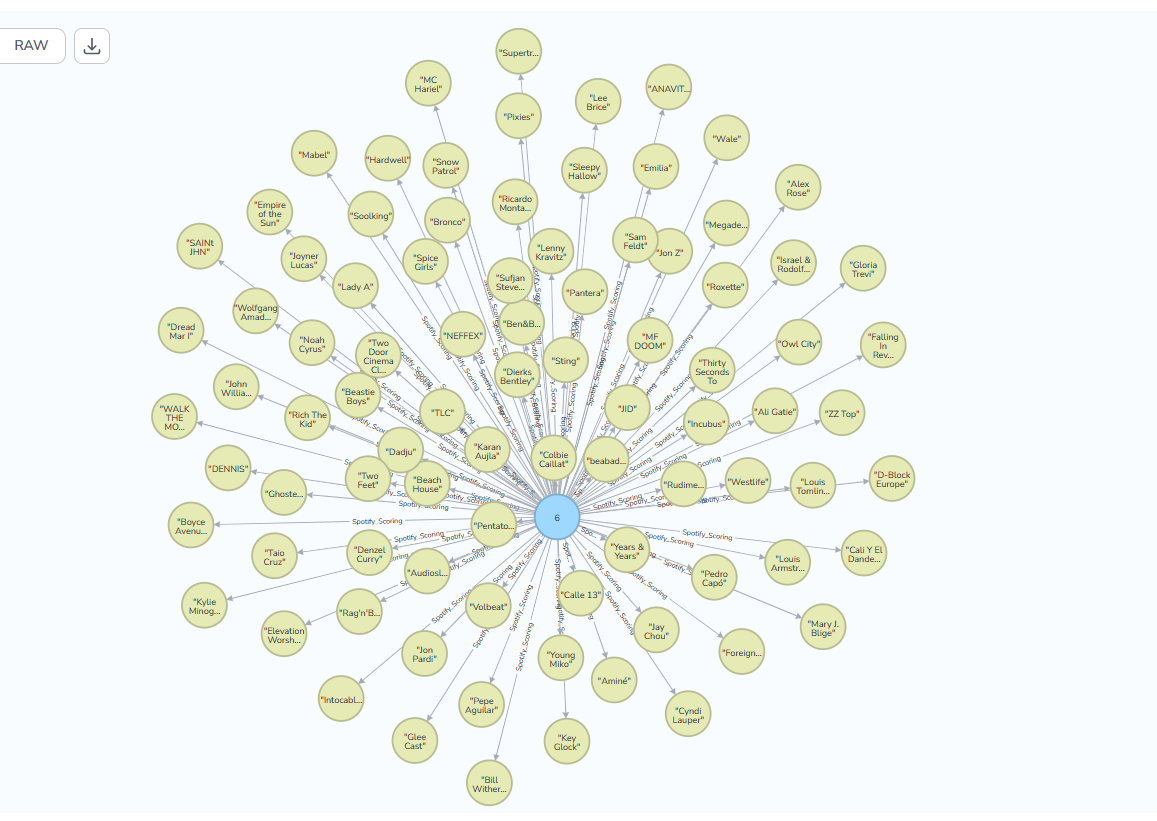 RAW
"Supertr...
"MC
Hariel"
"ANAVIT...
"Lee
Brice"
"Pixies"
"Wale"
"Mabel"
"Hardwell"
"Snow
Patrol"
"Sleepy
Hallow"
"Emilia"
"Alex
Rose"
"Empire
of the
Sun"
"Soolking"
"Bronco"
"Ricardo
Monta...
"Megade...
"SAINt
JHN"
"Joyner
Lucas"
"Spice
Girls"
"Lenny
Kravitz"
"Sam
Feldt"
"Jon Z"
"Israel &
Rodolf...
"Gloria
Trevi"
"Lady A"
"Sufjan
Steve...
"Pantera"
"Roxette"
"Wolfgang
Amad...
"Dread
Mar I"
"Noah
Cyrus"
"Two
Door
Cinema
Cl...
"NEFFEX"
"Ben&B...
"MF
DOOM"
"Owl City"
"Falling
In
Rev...
"John
Willia...
"Beastie
Boys"
"Dierks
Bentley"
"Sting"
"Thirty
Seconds
To
"WALK
THE
MO...
"Rich The
Kid"
"TLC"
"JID"
"Incubus"
"Ali Gatie"
"ZZ Top"
"Dadju"
"Karan
Aujla"
"Colbie
Caillat"
"beabad...
"DENNIS"
"Ghoste...
"Two
Feet"
"Beach
House"
"Rudime...
"Westlife"
"Louis
Tomlin...
"D-Block
Europe"
"Boyce
Avenu...
Spotify_Scoring
"Pentato...
6
Spotify_Scoring
"Taio
Cruz"
"Denzel
Curry"
"Audiosl...
"Years &
Years"
"Pedro
Capó"
"Louis
Armstr...
"Cali Y El
Dande...
"Kylie
Minog...
"Rag'n'B...
"Volbeat"
"Calle 13"
"Elevation
Worsh...
"Jon
Pardi"
"Young
Miko"
"Jay
Chou"
"Mary J.
Blige"
"Foreign...
"Intocabl...
"Pepe
Aguilar"
"Aminé"
"Cyndi
Lauper"
"Glee
Cast"
"Key
Glock"
"Bill
Wither...